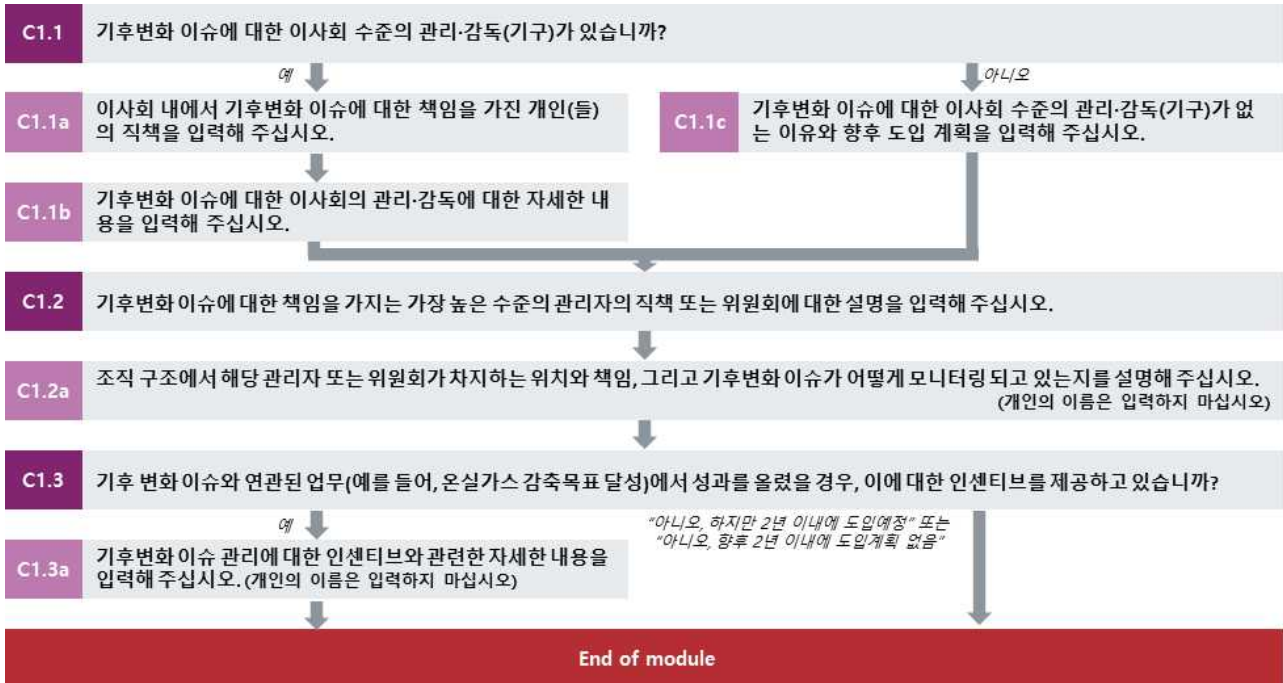 C1.1
기후변화 이슈에 대한 이사회 수준의 관리·감독(기구)가 있습니까?
예
아니오
C1.1a
이사회 내에서 기후변화 이슈에 대한 책임을 가진 개인(들)
의 직책을 입력해 주십시오.
C1.1c
기후변화 이슈에 대한 이사회 수준의 관리·감독(기구)가 없
는 이유와 향후 도입 계획을 입력해 주십시오.
C1.1b
기후변화 이슈에 대한 이사회의 관리·감독에 대한 자세한 내
용을 입력해 주십시오.
C1.2
기후변화 이슈에 대한 책임을 가지는 가장 높은 수준의 관리자의 직책 또는 위원회에 대한 설명을 입력해 주십시오.
C1.2a
조직 구조에서 해당 관리자 또는 위원회가 차지하는 위치와 책임, 그리고 기후변화 이슈가 어떻게 모니터링 되고 있는지를 설명해 주십시오.
(개인의 이름은 입력하지 마십시오)
C1.3
기후 변화 이슈와 연관된 업무(예를 들어, 온실가스 감축목표 달성)에서 성과를 올렸을 경우, 이에 대한 인센티브를 제공하고 있습니까?
예
"아니오, 하지만 2년 이내에 도입예정" 또는
"아니오, 향후 2년 이내에 도입계획 없음"
C1.3a
기후변화 이슈 관리에 대한 인센티브와 관련한 자세한 내용을
입력해 주십시오. (개인의 이름은 입력하지 마십시오)
End of module